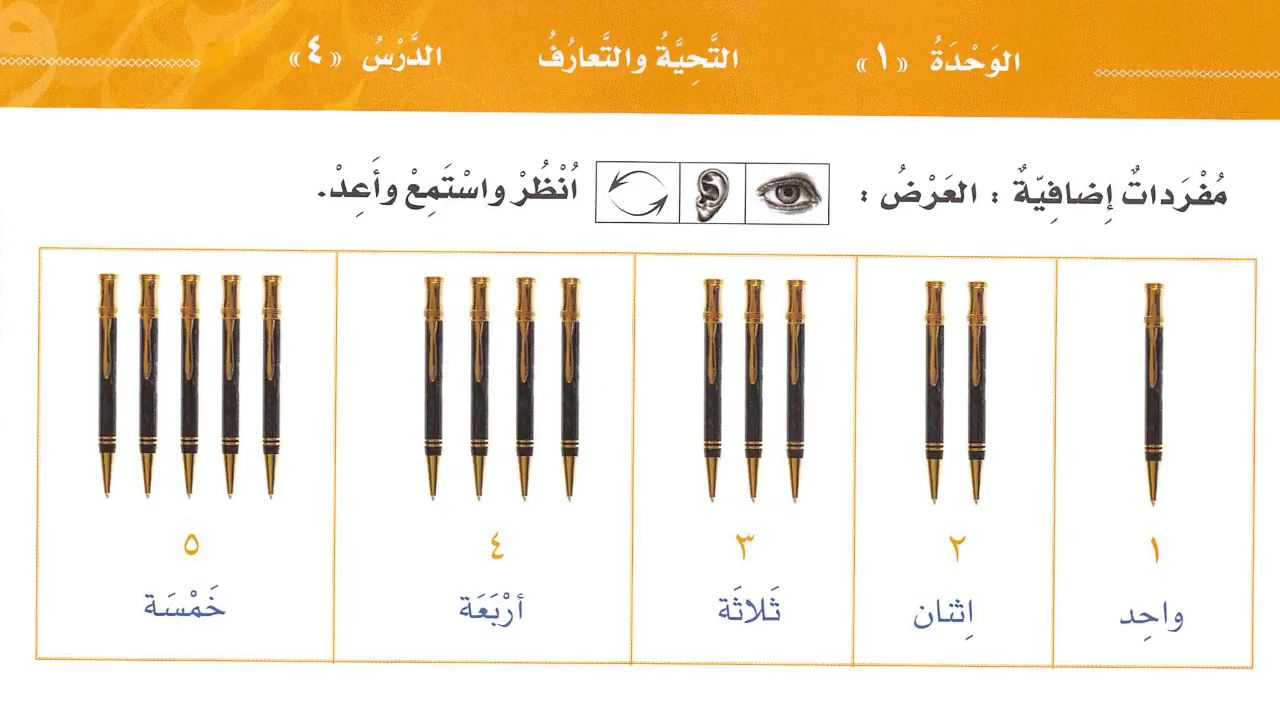 الوَحْدَةُ «١» التَّحِيَّةُ والتَّعارُفُ الدَّرْسُ «٤»
مُفْرَداتٌ إِضافِيّةٌ : العَرْضُ : اُنْظُرْ واسْتَمِعْ وأَعِدْ.
١ ٢ ٣ ٤ ٥
واحِد اِثنان ثَلاثَة أرْبَعَة خَمْسَة